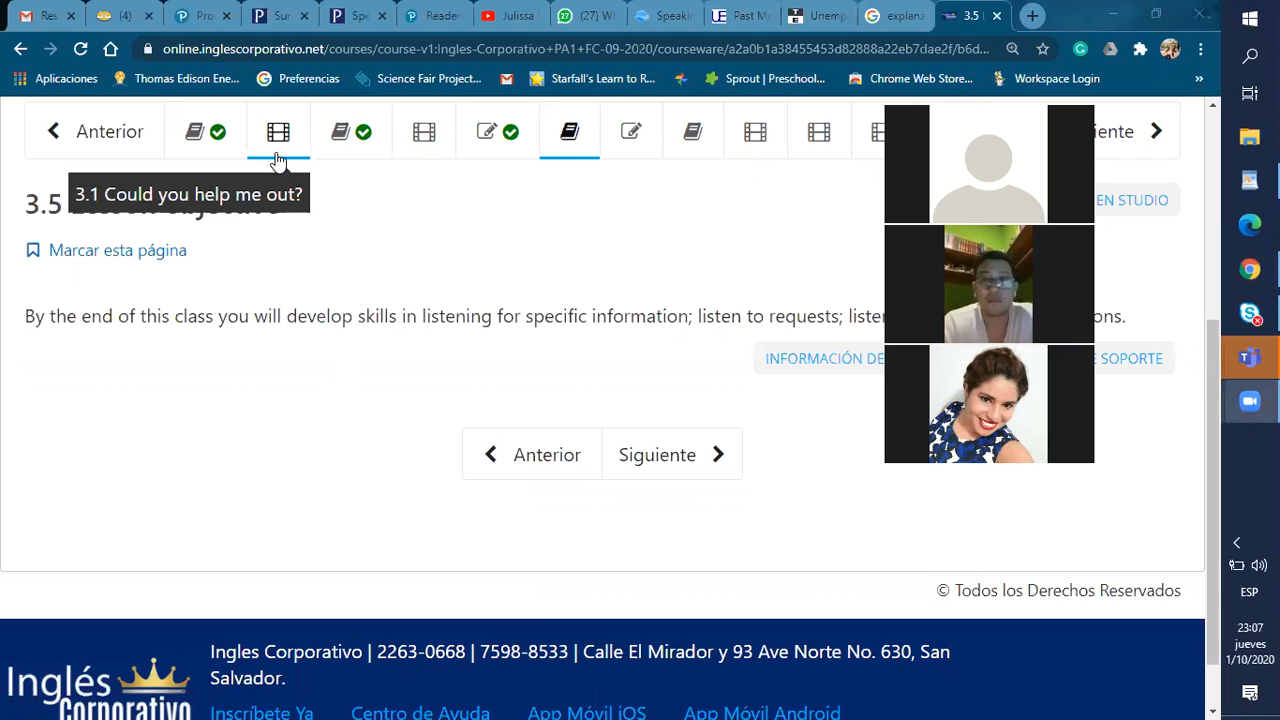 Res
(4)
Pro
Sur
Spe
Reader
Julissa
(27) W
Speakin
Past Mo
Unemp
explana
3.5 L
online.inglescorporativo.net/courses/course-v1:Ingles-Corporativo+PA1+FC-09-2020/courseware/a2a0b1a38455453d82888a22eb7dae2f/b6d...
Aplicaciones
Thomas Edison Ene...
Preferencias
Science Fair Project...
Starfall's Learn to R...
Sprout | Preschool...
Chrome Web Store...
Workspace Login
»
Anterior
iente
3.1 Could you help me out?
3.5
EN STUDIO
Marcar esta página
By the end of this class you will develop skills in listening for specific information; listen to requests; lister
ons.
INFORMACIÓN DE
SOPORTE
Anterior
Siguiente
© Todos los Derechos Reservados
Ingles Corporativo | 2263-0668 | 7598-8533 | Calle El Mirador y 93 Ave Norte No. 630, San
Salvador.
Inglés
Corporativo
Inscríbete Ya
Centro de Ayuda
App Móvil iOS
App Móvil Android
ESP
23:07
jueves
1/10/2020